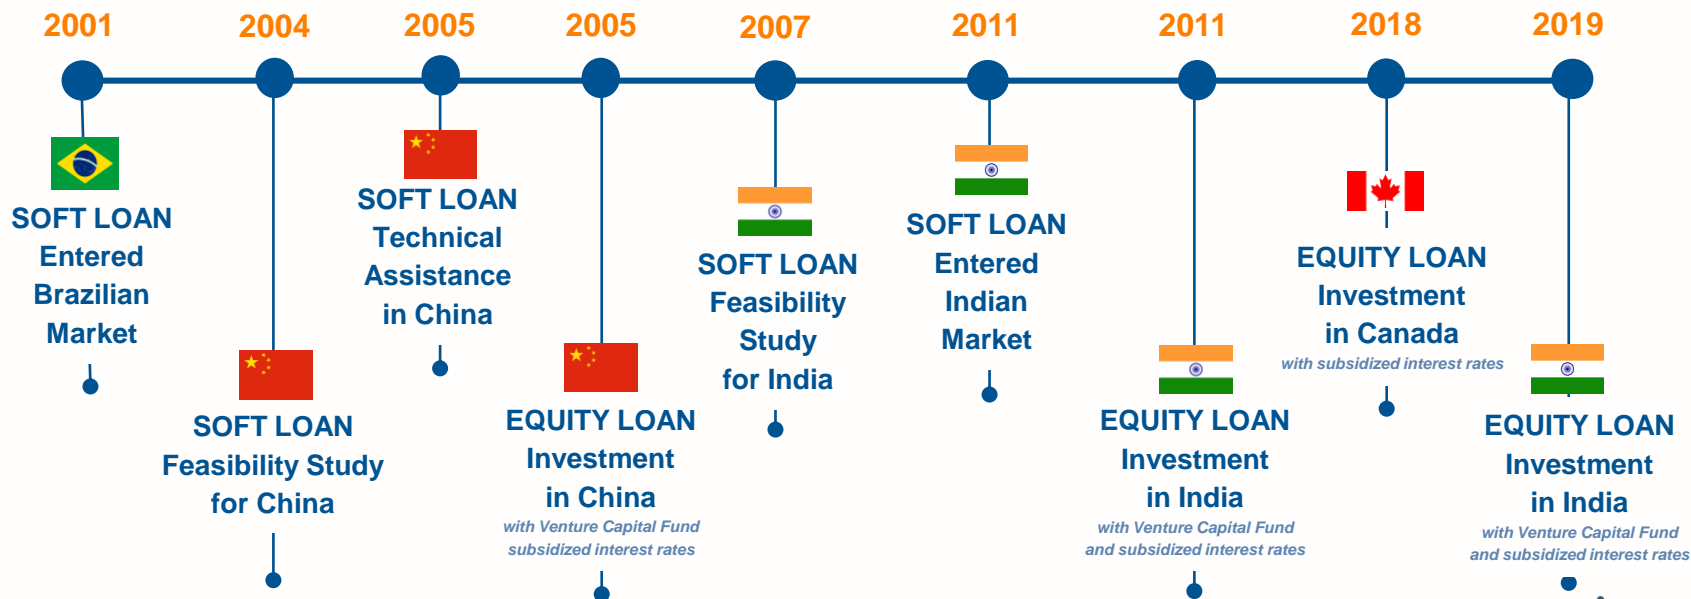 2001
2004
2005
2005
2007
2011
2011
2018
2019
SOFT LOAN
Entered
Brazilian
Market
SOFT LOAN
Feasibility Study
for China
SOFT LOAN
Technical
Assistance
in China
EQUITY LOAN
Investment
in China
with Venture Capital Fund
subsidized interest rates
SOFT LOAN
Feasibility
Study
for India
SOFT LOAN
Entered
Indian
Market
EQUITY LOAN
Investment
in India
with Venture Capital Fund
and subsidized interest rates
EQUITY LOAN
Investment
in Canada
with subsidized interest rates
EQUITY LOAN
Investment
in India
with Venture Capital Fund
and subsidized interest rates